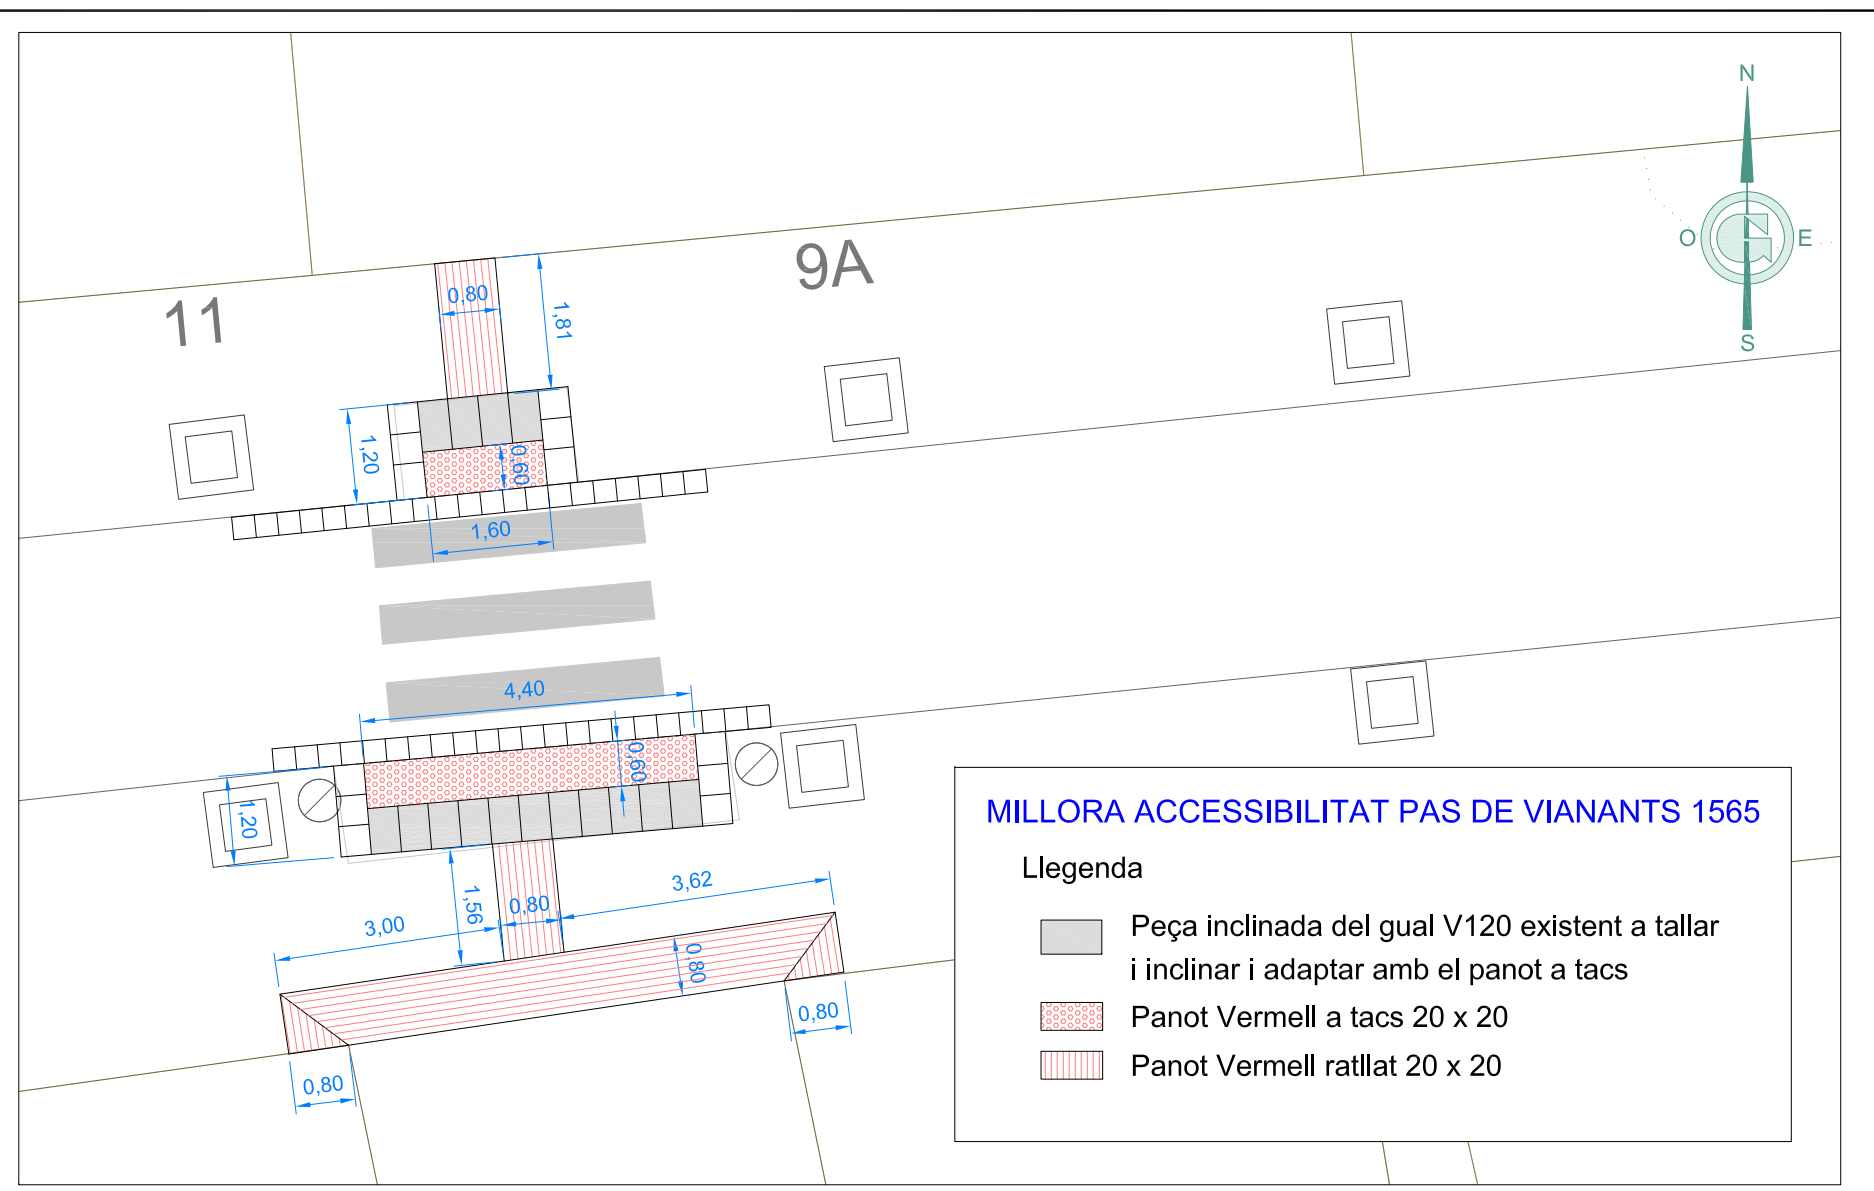 N
O
E
S
11
9A
0,80
1,81
1,20
0,60
1,60
4,40
0,60
1,20
1,56
0,80
3,62
3,00
0,80
0,80
0,80
MILLORA ACCESSIBILITAT PAS DE VIANANTS 1565
Llegenda
Peça inclinada del gual V120 existent a tallar
i inclinar i adaptar amb el panot a tacs
Panot Vermell a tacs 20 x 20
Panot Vermell ratllat 20 x 20